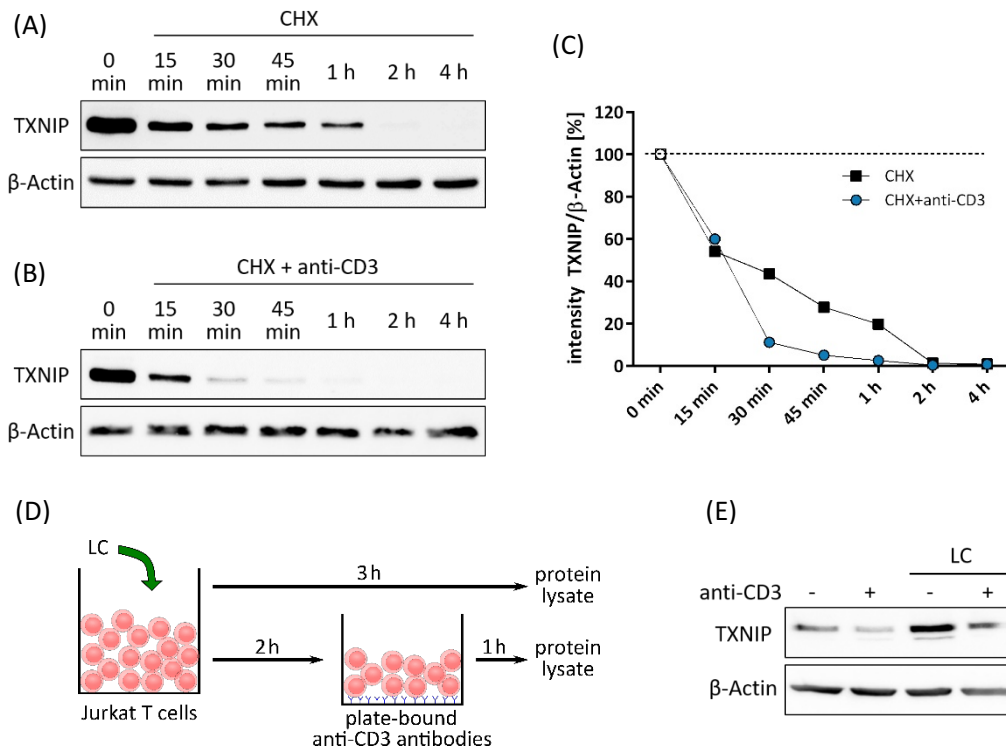 (A)
CHX
0 min 15 min 30 min 45 min 1 h 2 h 4 h
TXNIP
β-Actin
(B)
CHX + anti-CD3
0 min 15 min 30 min 45 min 1 h 2 h 4 h
TXNIP
β-Actin
(C)
intensity TXNIP/β-Actin [%]
120
100
80
60
40
20
0
CHX
CHX+anti-CD3
0 min 15 min 30 min 45 min 1 h 2 h 4 h
(D)
LC
Jurkat T cells
3 h
protein
lysate
2 h
plate-bound
anti-CD3 antibodies
1 h
protein
lysate
(E)
LC
anti-CD3 - + - +
TXNIP
β-Actin